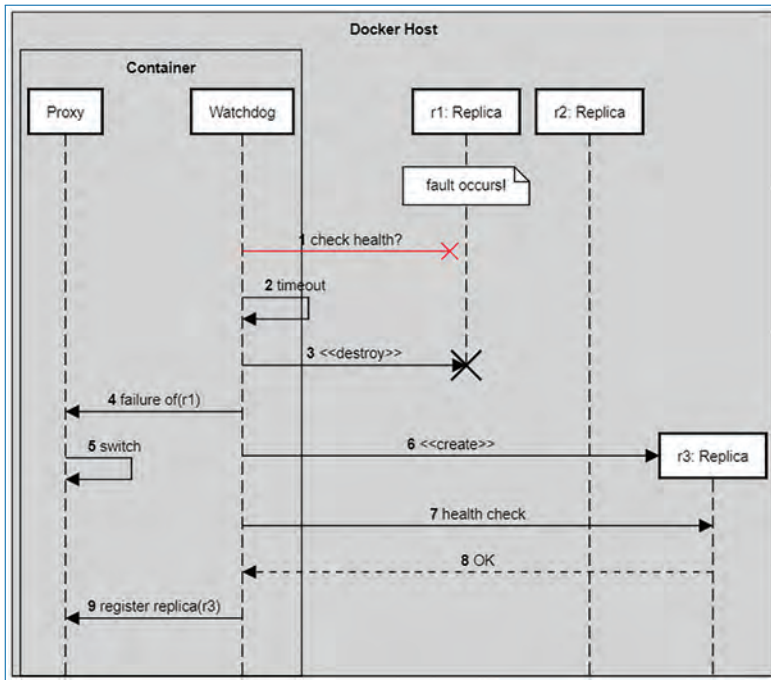 Docker Host
Container
Proxy
Watchdog
r1: Replica
r2: Replica
fault occurs!
1 check health?
2 timeout
3 <<destroy>>
4 failure of(r1)
5 switch
6 <<create>>
r3: Replica
7 health check
8 OK
9 register replica(r3)